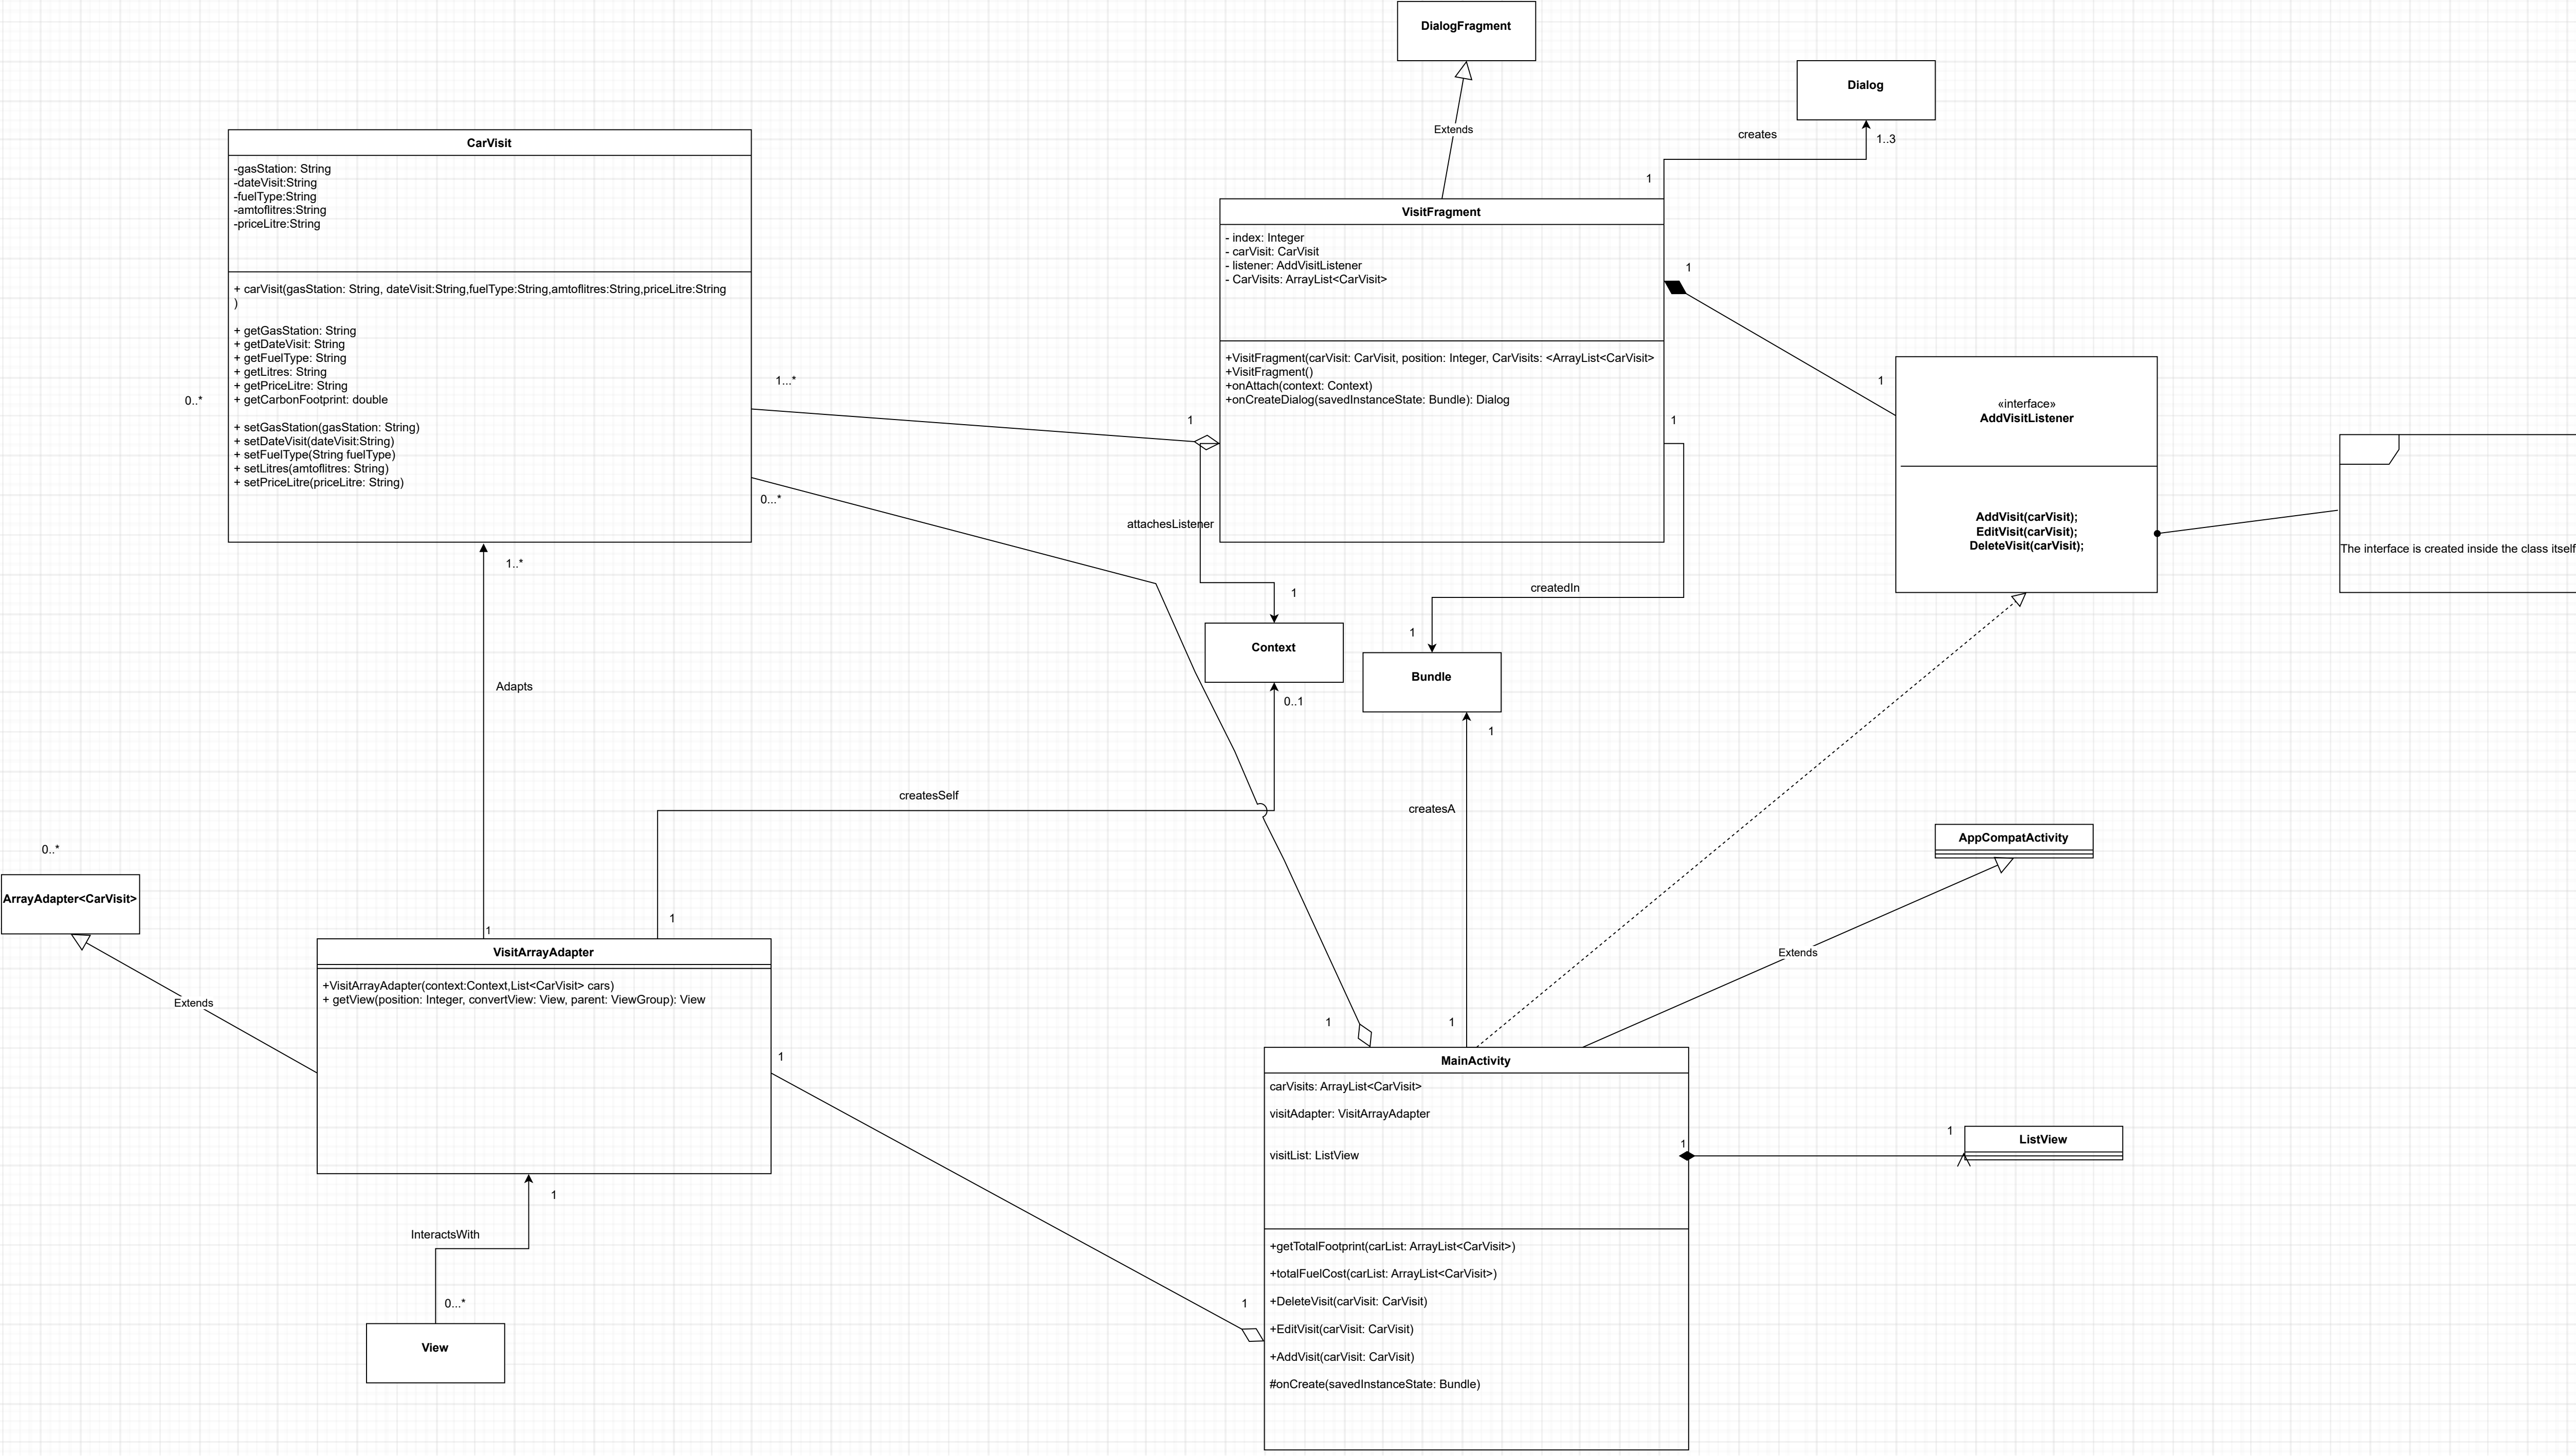 DialogFragment
Dialog
Extends
creates
1..3
1
CarVisit
-gasStation: String
-dateVisit:String
-fuelType:String
-amtoflitres:String
-priceLitre:String
+ carVisit(gasStation: String, dateVisit:String,fuelType:String,amtoflitres:String,priceLitre:String
)
+ getGasStation: String
+ getDateVisit: String
+ getFuelType: String
+ getLitres: String
+ getPriceLitre: String
+ getCarbonFootprint: double
+ setGasStation(gasStation: String)
+ setDateVisit(dateVisit:String)
+ setFuelType(String fuelType)
+ setLitres(amtoflitres: String)
+ setPriceLitre(priceLitre: String)
0..*
1...*
1
0...*
VisitFragment
- index: Integer
- carVisit: CarVisit
- listener: AddVisitListener
- CarVisits: ArrayList<CarVisit>
+VisitFragment(carVisit: CarVisit, position: Integer, CarVisits: <ArrayList<CarVisit>
+VisitFragment()
+onAttach(context: Context)
+onCreateDialog(savedInstanceState: Bundle): Dialog
1
1
1
«interface»
AddVisitListener
AddVisit(carVisit);
EditVisit(carVisit);
DeleteVisit(carVisit);
The interface is created inside the class itself
attachesListener
1
createdIn
1
Context
Bundle
1..*
Adapts
0..1
1
createsSelf
createsA
AppCompatActivity
0..*
ArrayAdapter<CarVisit>
1
1
Extends
Extends
VisitArrayAdapter
+VisitArrayAdapter(context:Context,List<CarVisit> cars)
+ getView(position: Integer, convertView: View, parent: ViewGroup): View
1
1
1
MainActivity
carVisits: ArrayList<CarVisit>
visitAdapter: VisitArrayAdapter
visitList: ListView
1
1
ListView
+getTotalFootprint(carList: ArrayList<CarVisit>)
+totalFuelCost(carList: ArrayList<CarVisit>)
+DeleteVisit(carVisit: CarVisit)
+EditVisit(carVisit: CarVisit)
+AddVisit(carVisit: CarVisit)
#onCreate(savedInstanceState: Bundle)
1
InteractsWith
1
0...*
View